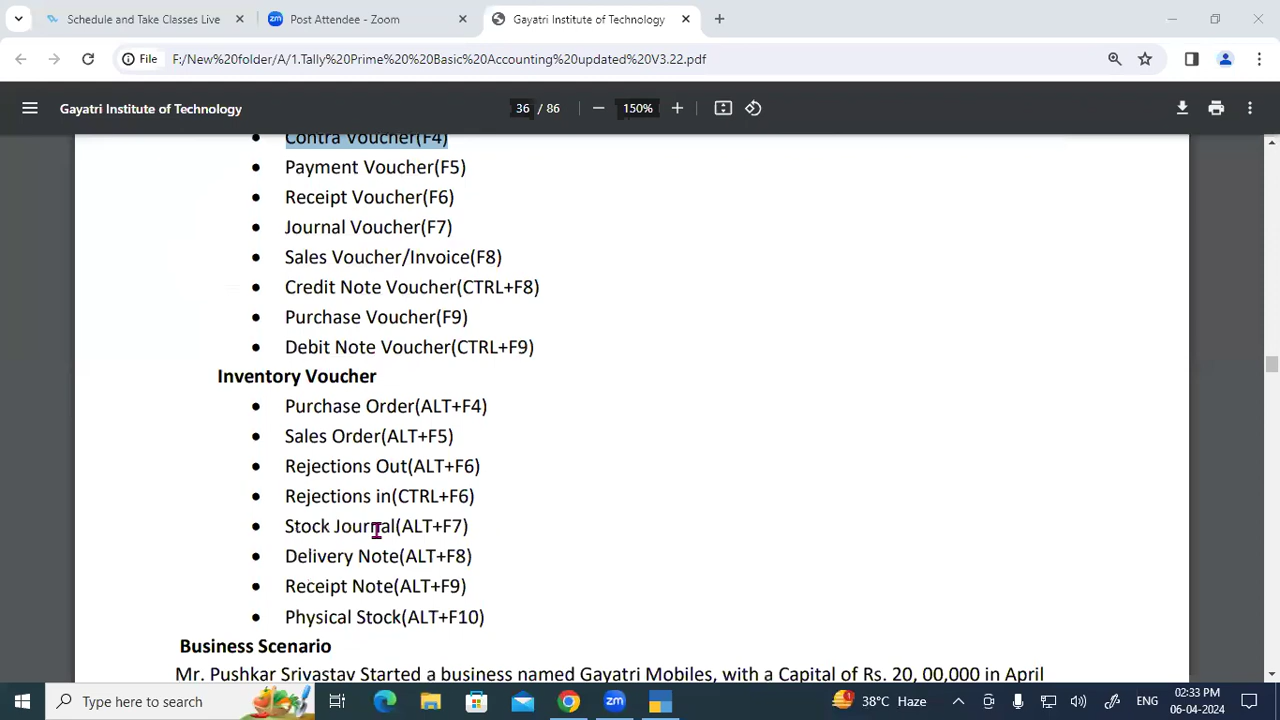 Schedule and Take Classes Live
Post Attendee - Zoom
Gayatri Institute of Technology
File
F:/New%20folder/A/1.Tally%20Prime%20%20Basic%20Accounting%20updated%20V3.22.pdf
Gayatri Institute of Technology
36 / 86
150%
• Contra Voucher(F4)
• Payment Voucher(F5)
• Receipt Voucher(F6)
• Journal Voucher(F7)
• Sales Voucher/Invoice(F8)
• Credit Note Voucher(CTRL+F8)
• Purchase Voucher(F9)
• Debit Note Voucher(CTRL+F9)
Inventory Voucher
• Purchase Order(ALT+F4)
• Sales Order(ALT+F5)
• Rejections Out(ALT+F6)
• Rejections in(CTRL+F6)
• Stock Journal(ALT+F7)
• Delivery Note(ALT+F8)
• Receipt Note(ALT+F9)
• Physical Stock(ALT+F10)
Business Scenario
Mr. Pushkar Srivastav Started a business named Gayatri Mobiles, with a Capital of Rs. 20, 00,000 in April
Type here to search
zm
1
38°C Haze
ENG
02:33 PM
06-04-2024